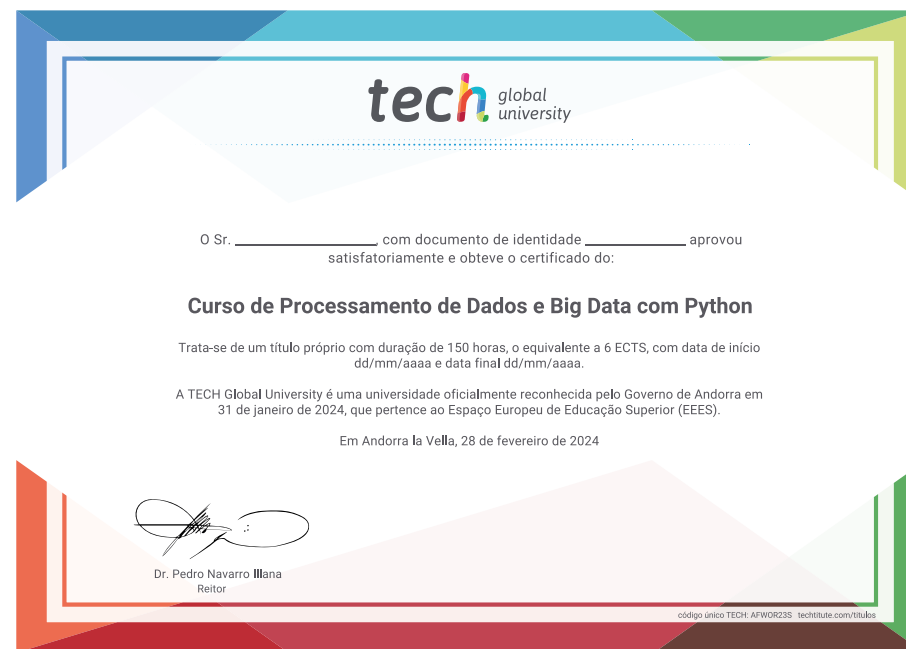 tech global university
O Sr. ____________________, com documento de identidade ______________ aprovou
satisfatoriamente e obteve o certificado do:
Curso de Processamento de Dados e Big Data com Python
Trata-se de um título próprio com duração de 150 horas, o equivalente a 6 ECTS, com data de início
dd/mm/aaaa e data final dd/mm/aaaa.
A TECH Global University é uma universidade oficialmente reconhecida pelo Governo de Andorra em
31 de janeiro de 2024, que pertence ao Espaço Europeu de Educação Superior (EEES).
Em Andorra la Vella, 28 de fevereiro de 2024
Dr. Pedro Navarro Illana
Reitor
código único TECH: AFWOR23S techtitute.com/titulos